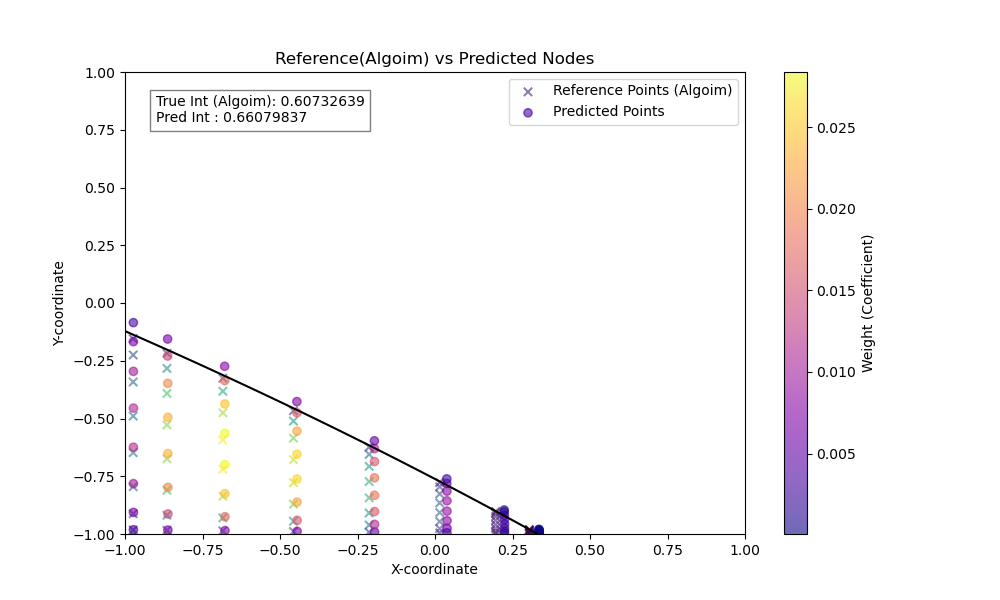 Reference(Algoim) vs Predicted Nodes
True Int (Algoim): 0.60732639
Pred Int : 0.66079837
Reference Points (Algoim)
Predicted Points
1.00
0.75
0.50
0.25
0.00
−0.25
−0.50
−0.75
−1.00
Y-coordinate
−1.00
−0.75
−0.50
−0.25
0.00
0.25
0.50
0.75
1.00
X-coordinate
0.025
0.020
0.015
0.010
0.005
Weight (Coefficient)